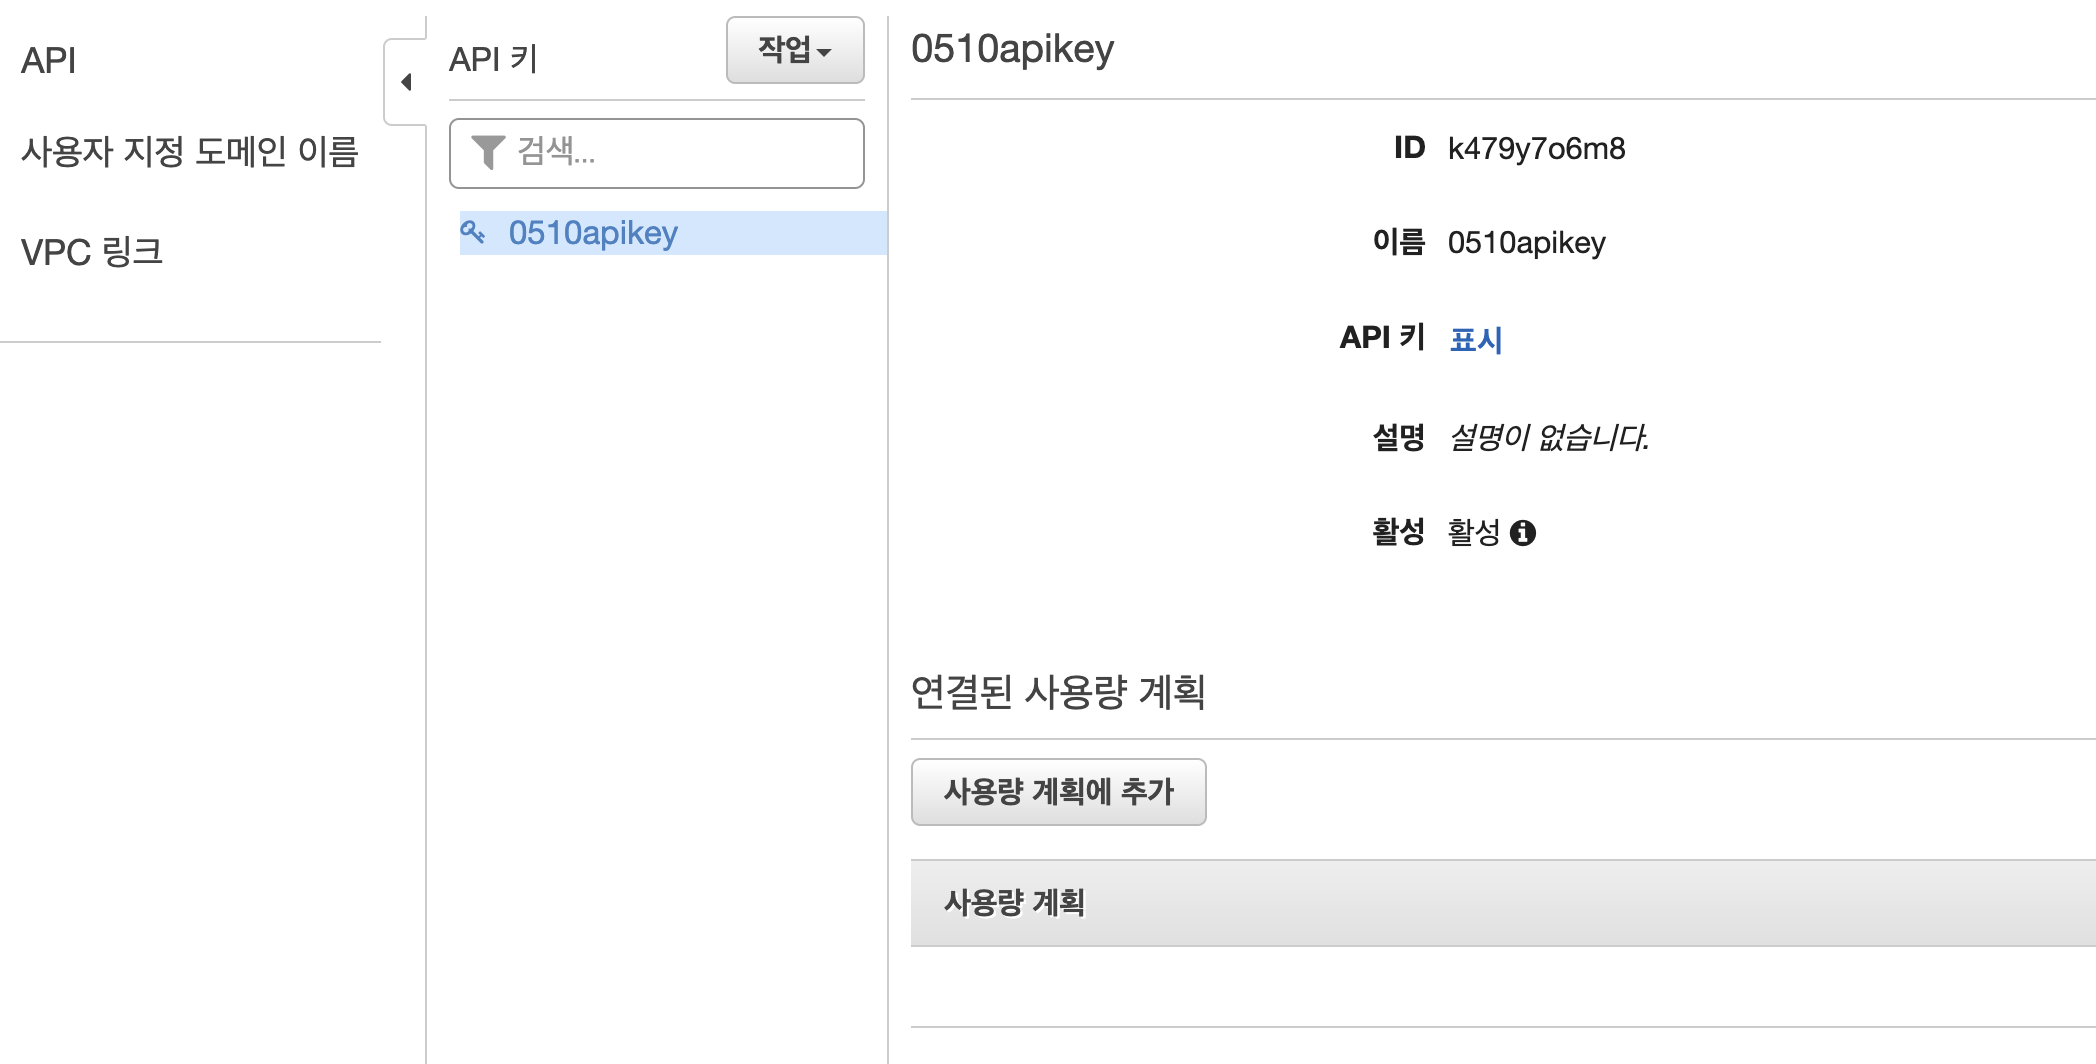 API
사용자 지정 도메인 이름
VPC 링크
API 키
작업
검색...
0510apikey
0510apikey
ID k479y7o6m8
이름 0510apikey
API 키 표시
설명 설명이 없습니다.
활성 활성
연결된 사용량 계획
사용량 계획에 추가
사용량 계획